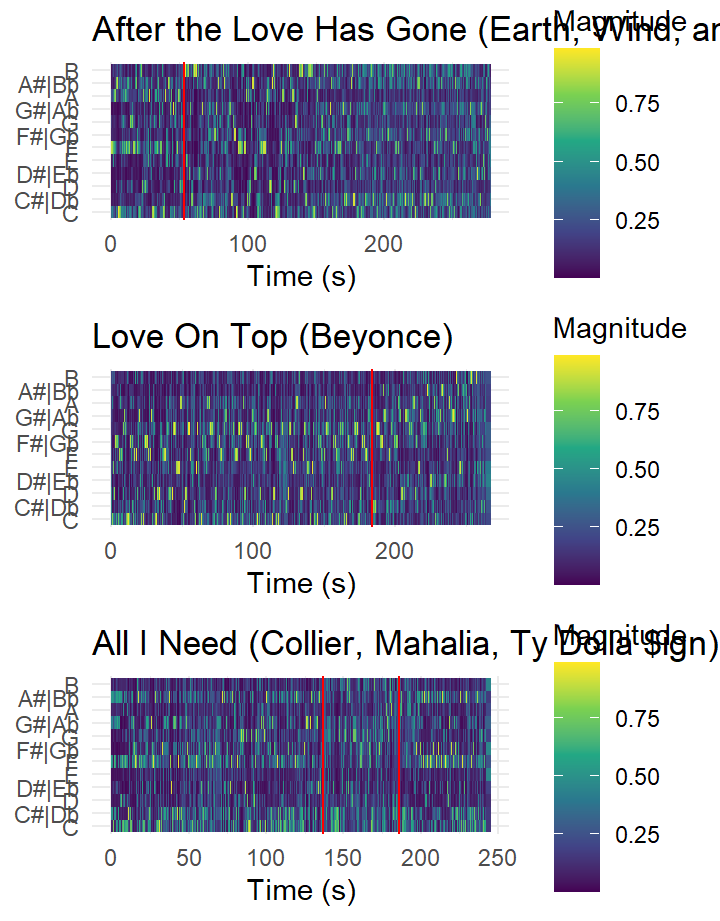 After the Love Has Gone (Earth, Wind, an
Magnitude
B
A#|Bb
A
G#|Ab
G
F#|Gb
F
E
D#|Eb
D
C#|Db
C
0.75
0.50
0.25
0 100 200
Time (s)
Love On Top (Beyonce)
Magnitude
B
A#|Bb
A
G#|Ab
G
F#|Gb
F
E
D#|Eb
D
C#|Db
C
0.75
0.50
0.25
0 100 200
Time (s)
All I Need (Collier, Mahalia, Ty Dolla $ign)
Magnitude
B
A#|Bb
A
G#|Ab
G
F#|Gb
F
E
D#|Eb
D
C#|Db
C
0.75
0.50
0.25
0 50 100 150 200 250
Time (s)